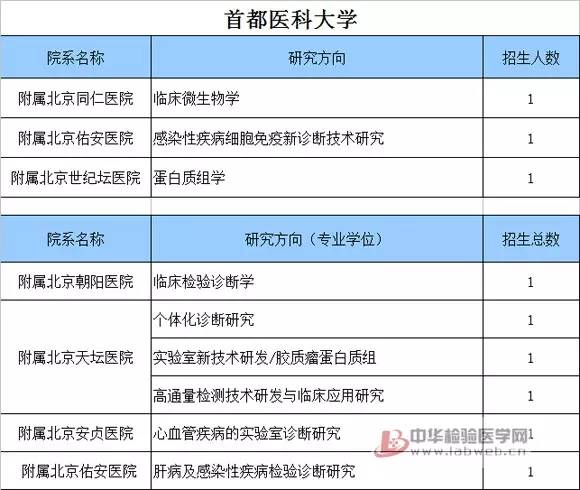 首都医科大学
院系名称 研究方向 招生人数
附属北京同仁医院 临床微生物学 1
附属北京佑安医院 感染性疾病细胞免疫新诊断技术研究 1
附属北京世纪坛医院 蛋白质组学 1
院系名称 研究方向（专业学位） 招生总数
附属北京朝阳医院 临床检验诊断学 1
附属北京天坛医院 个体化诊断研究 1
实验室新技术研发/胶质瘤蛋白质组 1
高通量检测技术研发与临床应用研究 1
附属北京安贞医院 心血管疾病的实验室诊断研究 1
附属北京佑安医院 肝病及感染性疾病检验诊断研究 1
中华检验医学网
www.labweb.cn